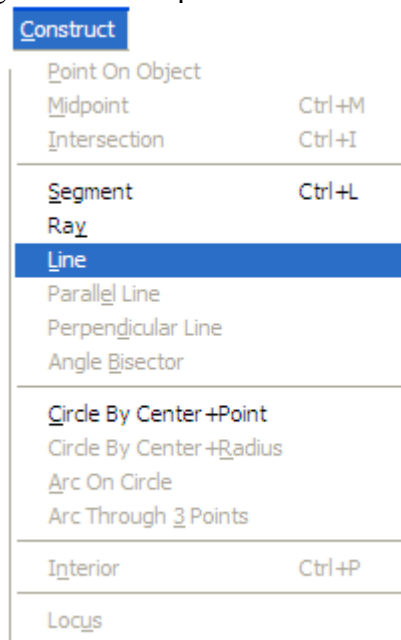 Construct
Point On Object
Midpoint Ctrl+M
Intersection Ctrl+I
Segment Ctrl+L
Ray
Line
Parallel Line
Perpendicular Line
Angle Bisector
Circle By Center+Point
Circle By Center+Radius
Arc On Circle
Arc Through 3 Points
Interior Ctrl+P
Locus